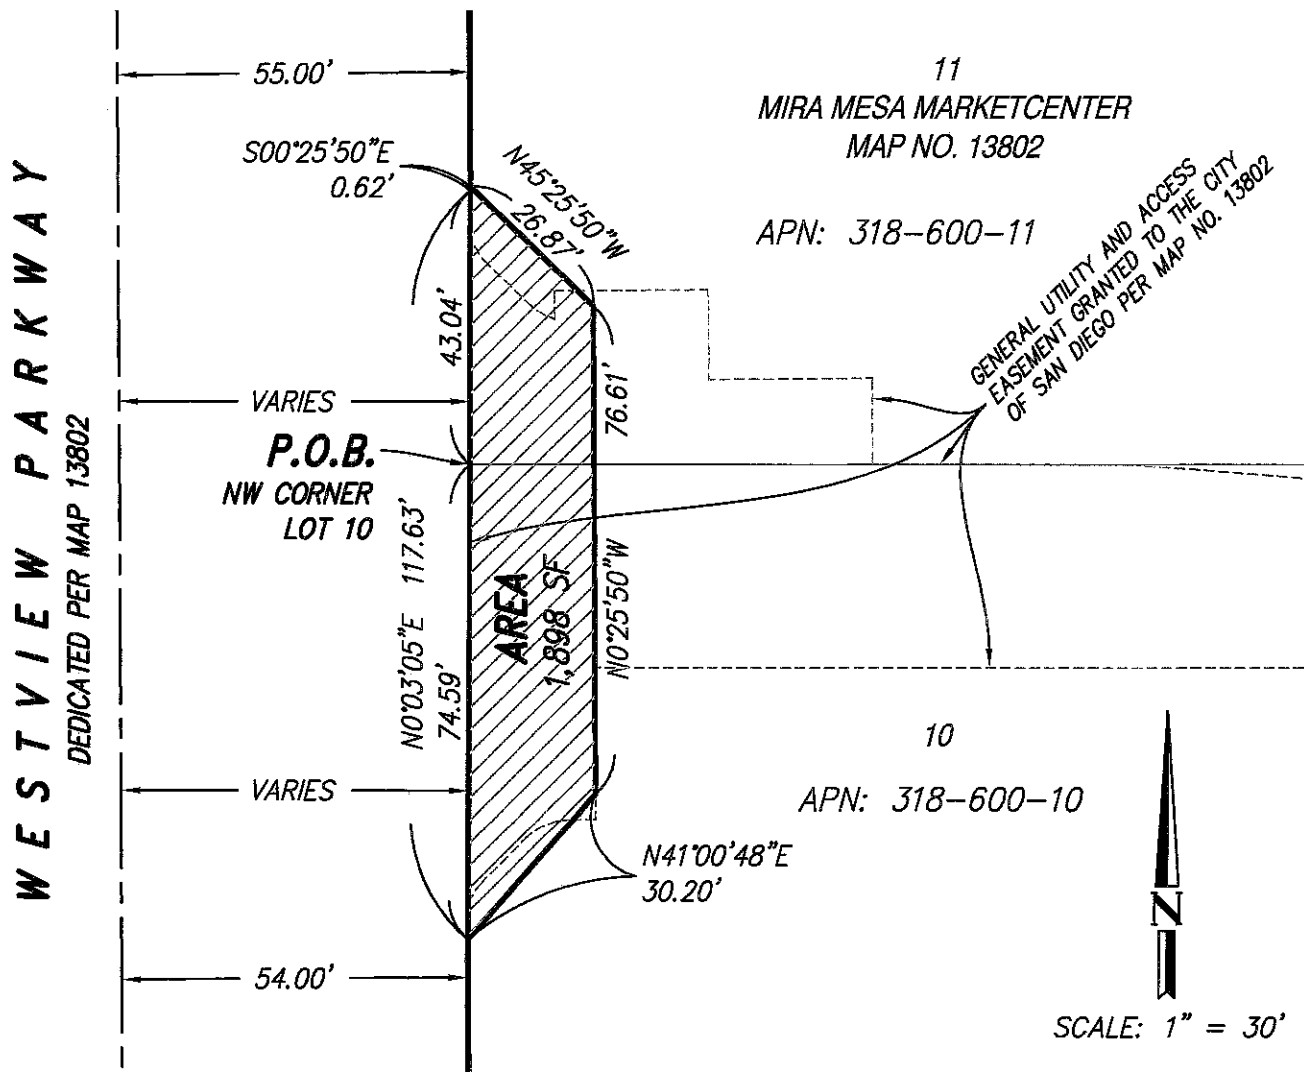 WESTVIEW PARKWAY
DEDICATED PER MAP 13802
55.00'
S00°25'50"E
0.62'
N45°25'50"W
26.87'
11
MIRA MESA MARKETCENTER
MAP NO. 13802
APN: 318-600-11
GENERAL UTILITY AND ACCESS
EASEMENT GRANTED TO THE CITY
OF SAN DIEGO PER MAP NO. 13802
43.04'
76.61'
VARIES
P.O.B.
NW CORNER
LOT 10
N0°03'05"E 117.63'
74.59'
AREA
1,898 SF
N0°25'50"W
10
APN: 318-600-10
VARIES
N41°00'48"E
30.20'
54.00'
N
SCALE: 1" = 30'